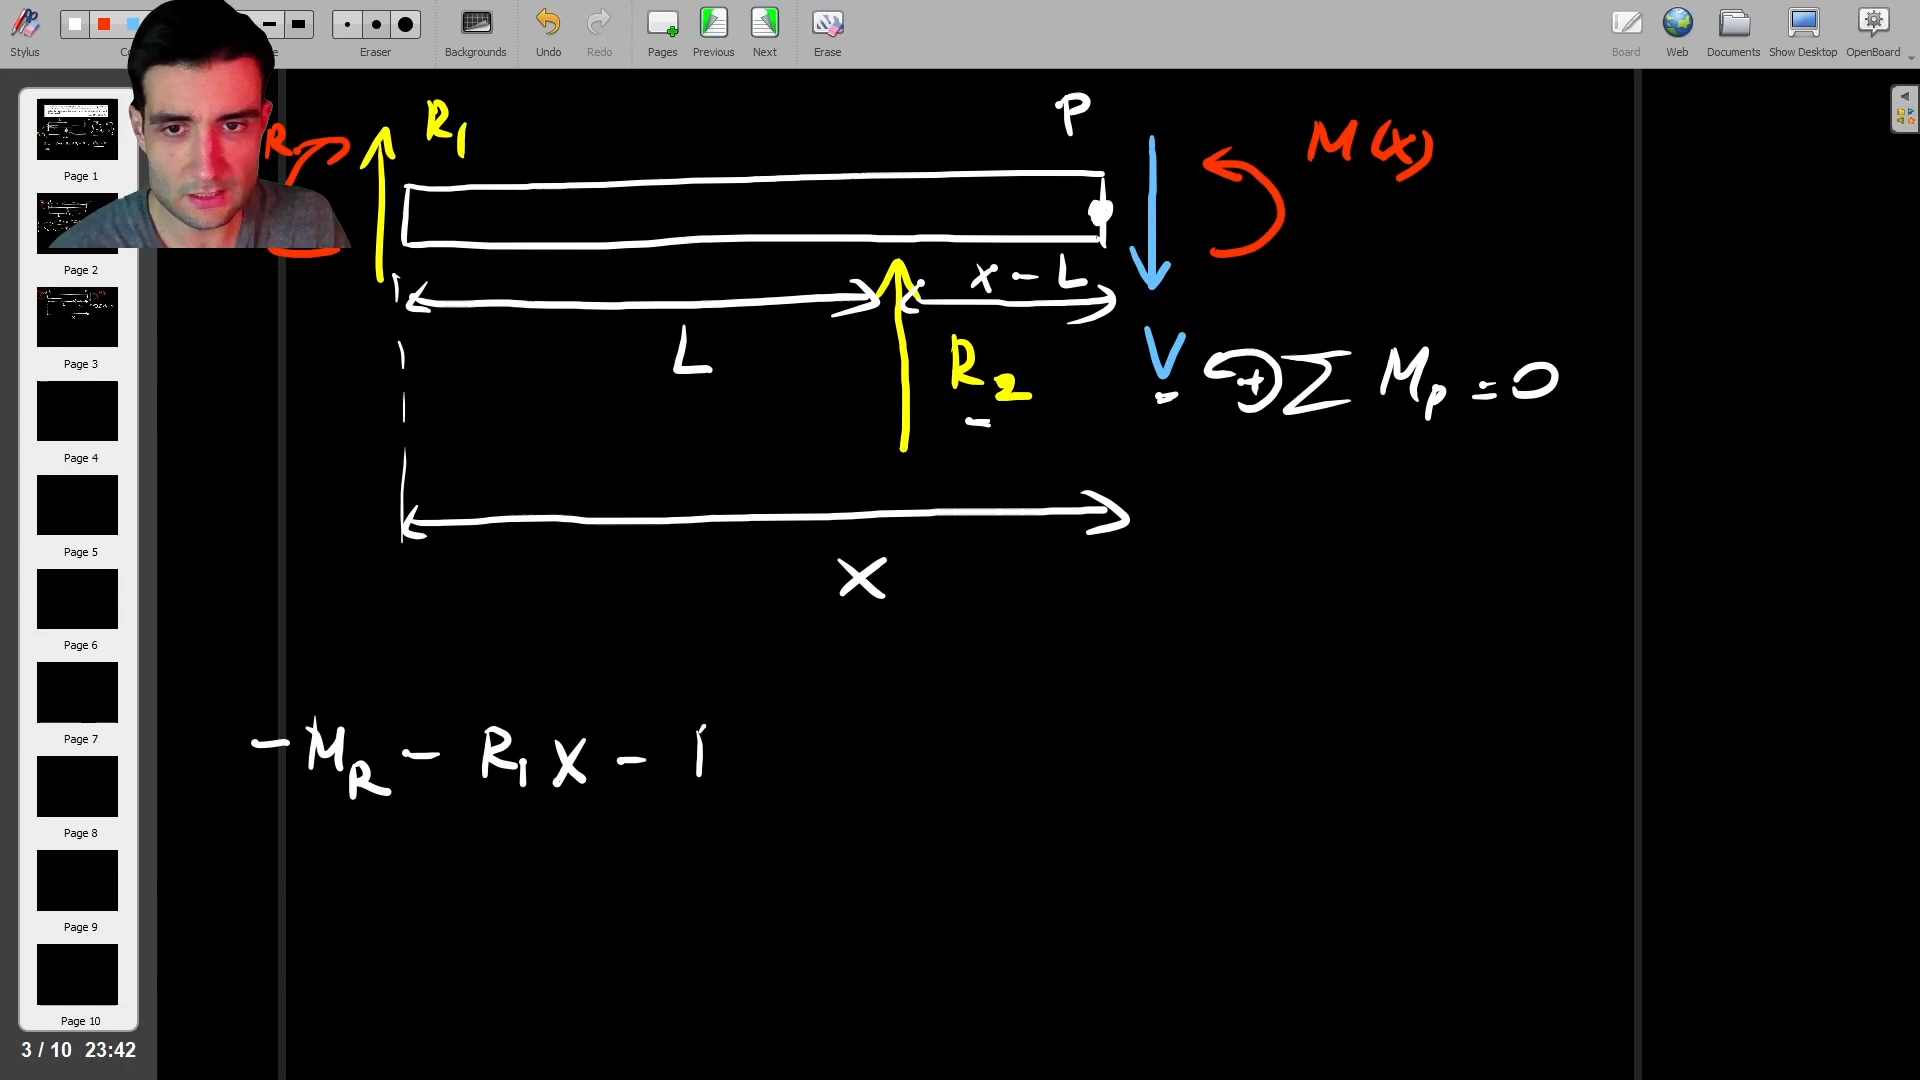 Stylus
Eraser
Backgrounds
Undo
Redo
Pages
Previous
Next
Erase
Board
Web
Documents
Show Desktop
OpenBoard
Page 1
Page 2
Page 3
Page 4
Page 5
Page 6
Page 7
Page 8
Page 9
Page 10
3 / 10 23:42
R
R₁
P
M(x)
x - L
L
R₂
V
+ Σ Mₚ = 0
x
- M_R - R₁ x - 1